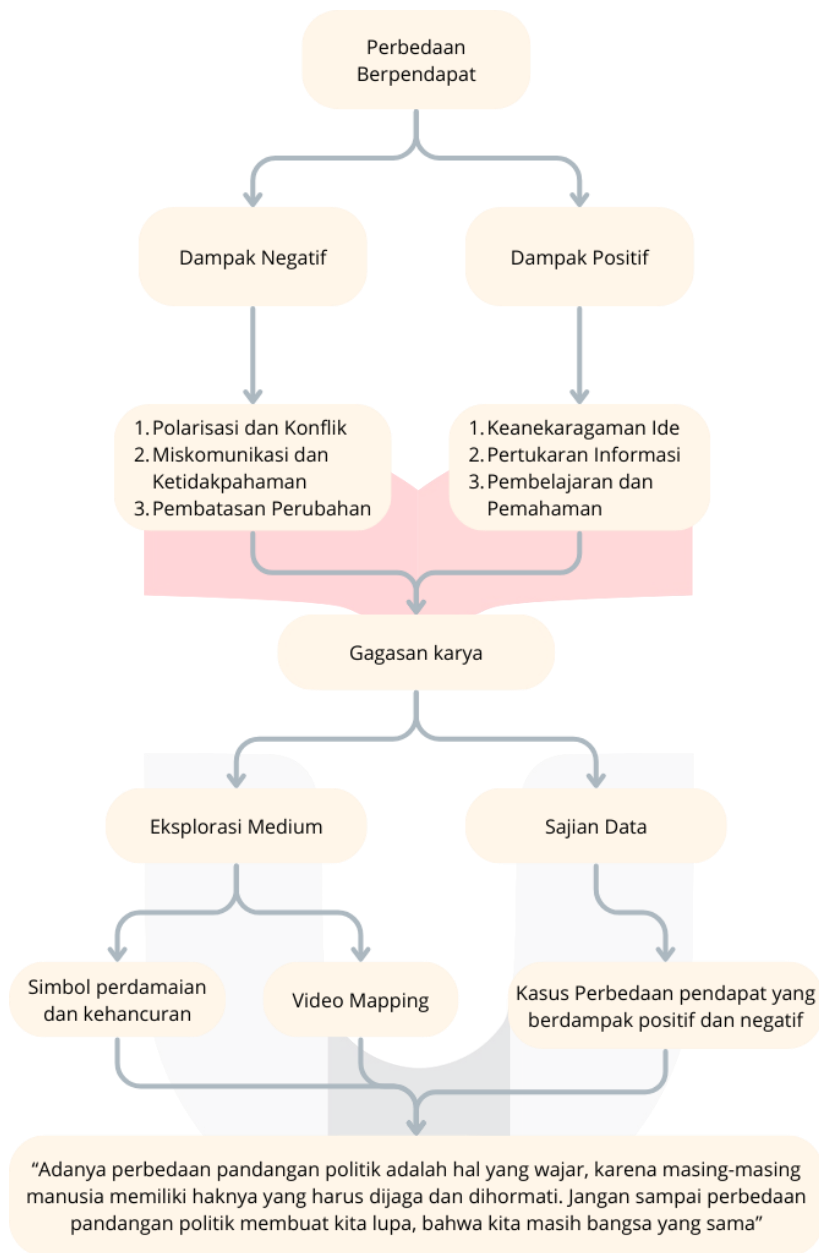 Perbedaan
Berpendapat
Dampak Negatif
Dampak Positif
1. Polarisasi dan Konflik
2. Miskomunikasi dan
Ketidakpahaman
3. Pembatasan Perubahan
1. Keanekaragaman Ide
2. Pertukaran Informasi
3. Pembelajaran dan
Pemahaman
Gagasan karya
Eksplorasi Medium
Sajian Data
Simbol perdamaian
dan kehancuran
Video Mapping
Kasus Perbedaan pendapat yang
berdampak positif dan negatif
“Adanya perbedaan pandangan politik adalah hal yang wajar, karena masing-masing
manusia memiliki haknya yang harus dijaga dan dihormati. Jangan sampai perbedaan
pandangan politik membuat kita lupa, bahwa kita masih bangsa yang sama”